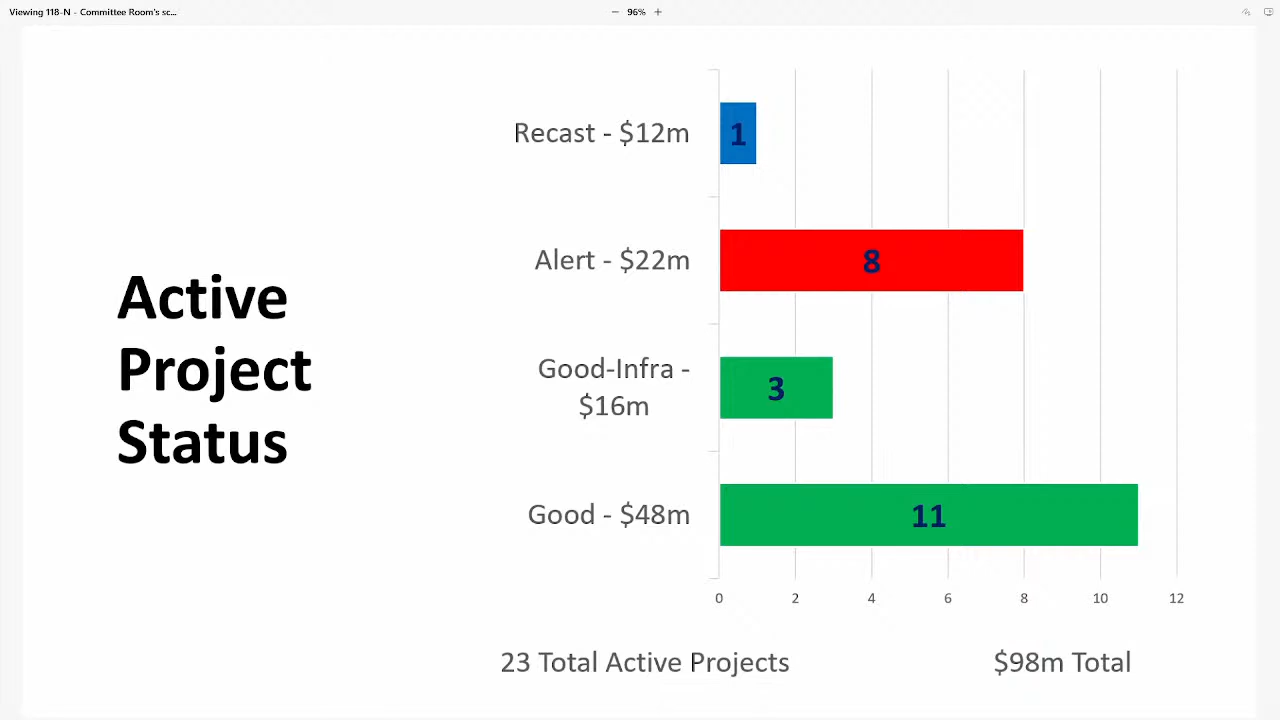 Viewing 118-N - Committee Room's sc...
96%
Active
Project
Status
Recast - $12m
1
Alert - $22m
8
Good-Infra -
$16m
3
Good - $48m
11
0 2 4 6 8 10 12
23 Total Active Projects
$98m Total